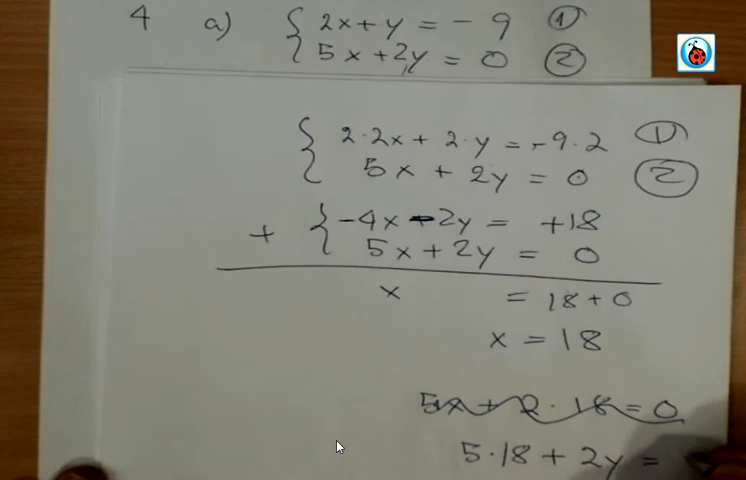 4 a) { 2x + y = - 9 ①
5x + 2y = 0 ②
{ 2·2x + 2·y = -9·2 ①
5x + 2y = 0 ②
+ { -4x - 2y = +18
5x + 2y = 0
x = 18 + 0
x = 18
5x + 2·18 = 0
5·18 + 2y =